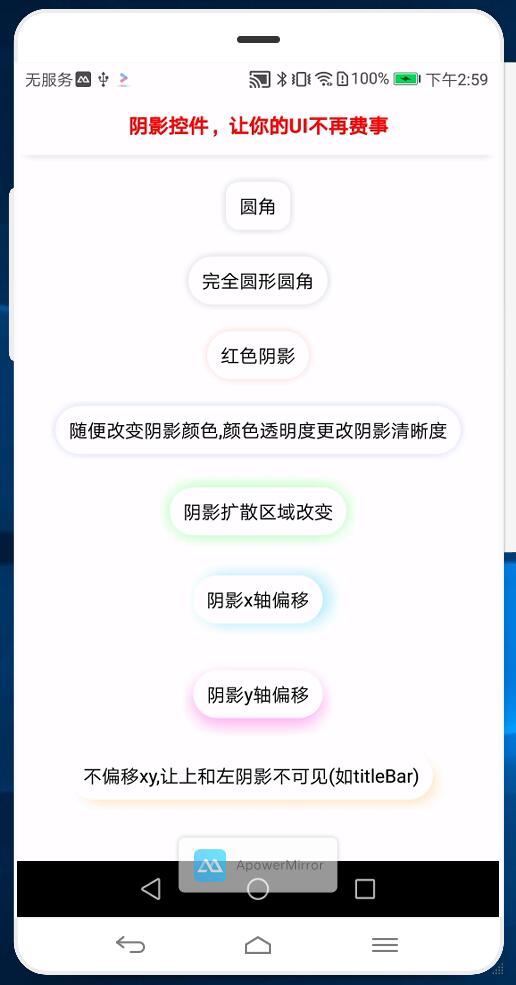 无服务 100% 下午2:59
阴影控件，让你的UI不再费事
圆角
完全圆形圆角
红色阴影
随便改变阴影颜色,颜色透明度更改阴影清晰度
阴影扩散区域改变
阴影x轴偏移
阴影y轴偏移
不偏移xy,让上和左阴影不可见(如titleBar)
ApowerMirror